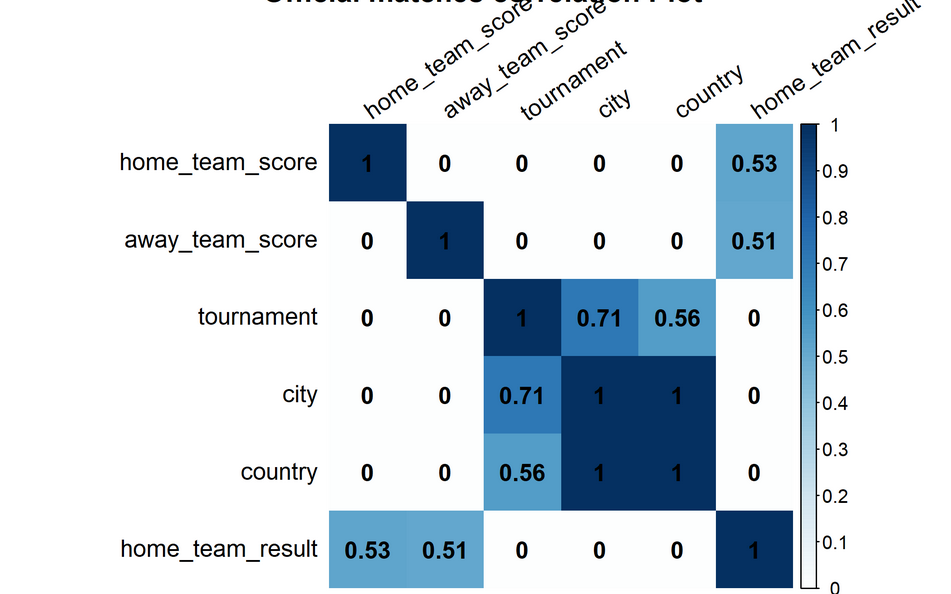 Official matches correlation Plot
home_team_score away_team_score tournament city country home_team_result
home_team_score 1 0 0 0 0 0.53
away_team_score 0 1 0 0 0 0.51
tournament 0 0 1 0.71 0.56 0
city 0 0 0.71 1 1 0
country 0 0 0.56 1 1 0
home_team_result 0.53 0.51 0 0 0 1
1
0.9
0.8
0.7
0.6
0.5
0.4
0.3
0.2
0.1
0